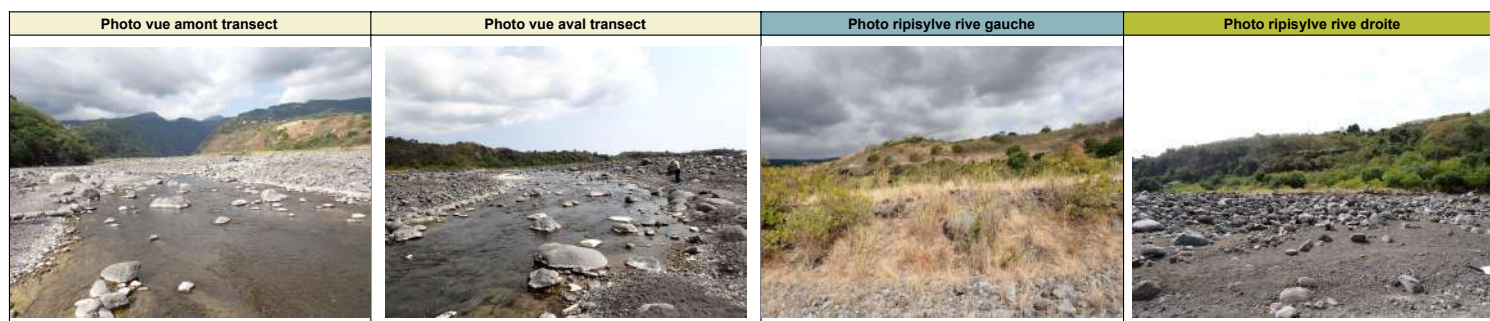 Photo vue amont transect
Photo vue aval transect
Photo ripisylve rive gauche
Photo ripisylve rive droite